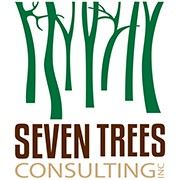 SEVEN TREES
CONSULTING INC